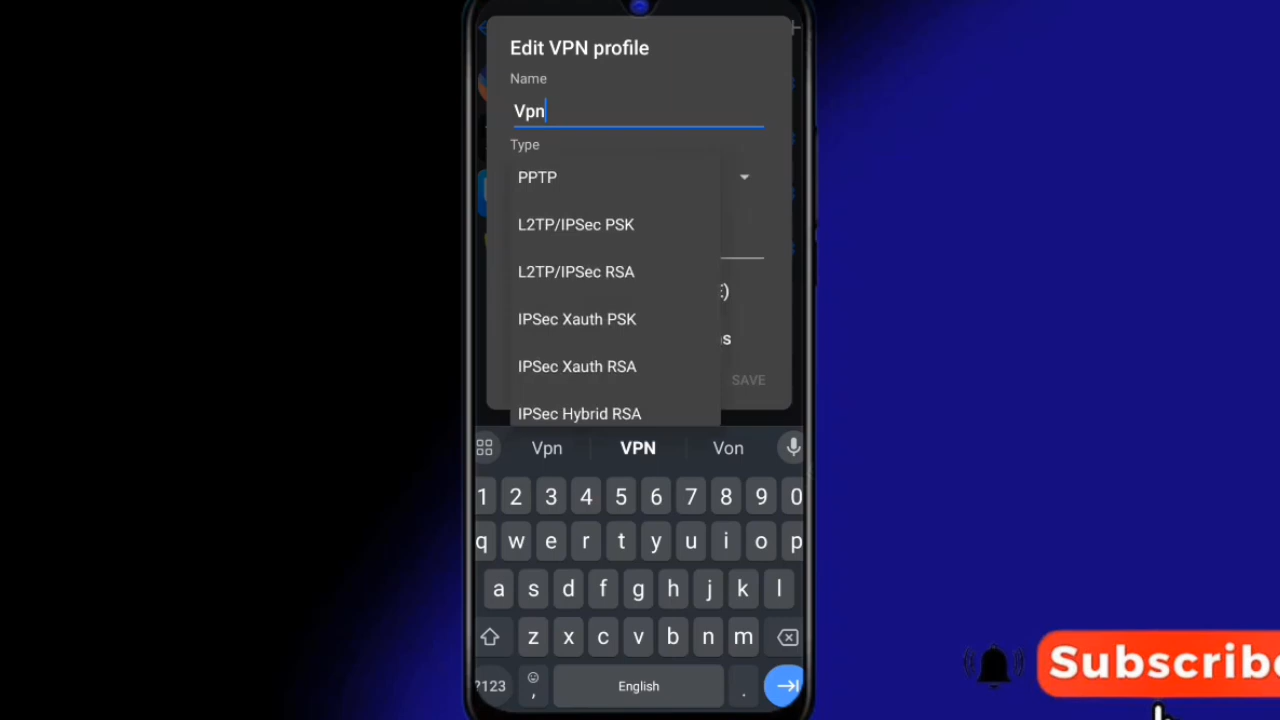 Edit VPN profile
Name
Vpn
Type
PPTP
L2TP/IPSec PSK
L2TP/IPSec RSA
IPSec Xauth PSK
IPSec Xauth RSA
IPSec Hybrid RSA
SAVE
Vpn VPN Von
1 2 3 4 5 6 7 8 9 0
q w e r t y u i o p
a s d f g h j k l
z x c v b n m
?123 , English .
Subscribe